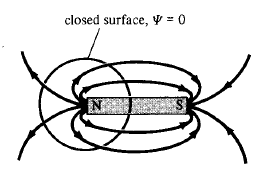 closed surface, Ψ = 0
N S